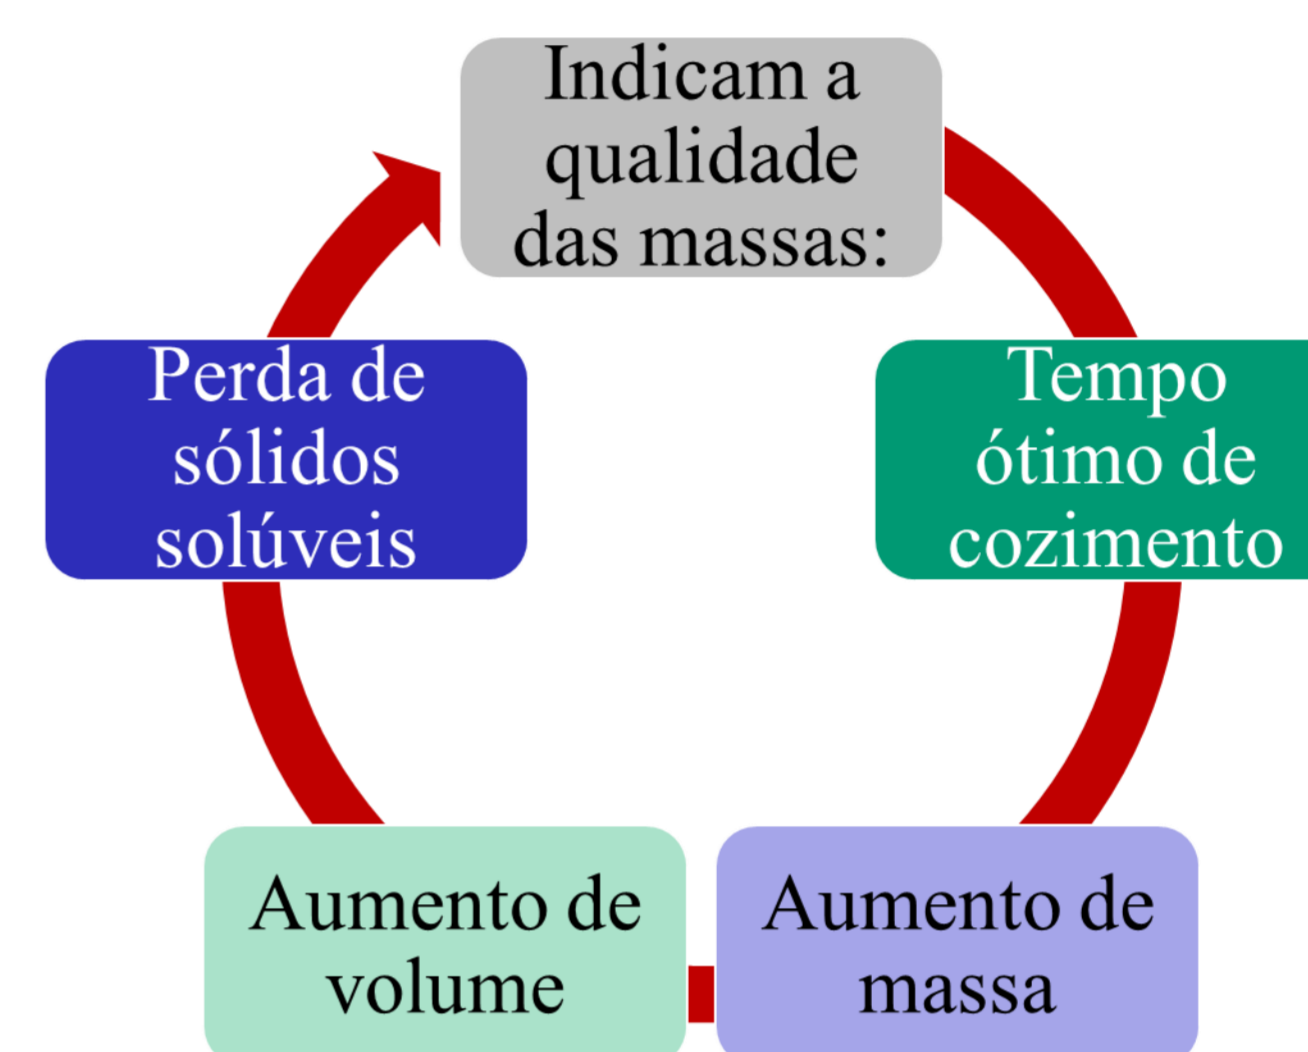 Indicam a
qualidade
das massas:
Tempo
ótimo de
cozimento
Aumento de
massa
Aumento de
volume
Perda de
sólidos
solúveis